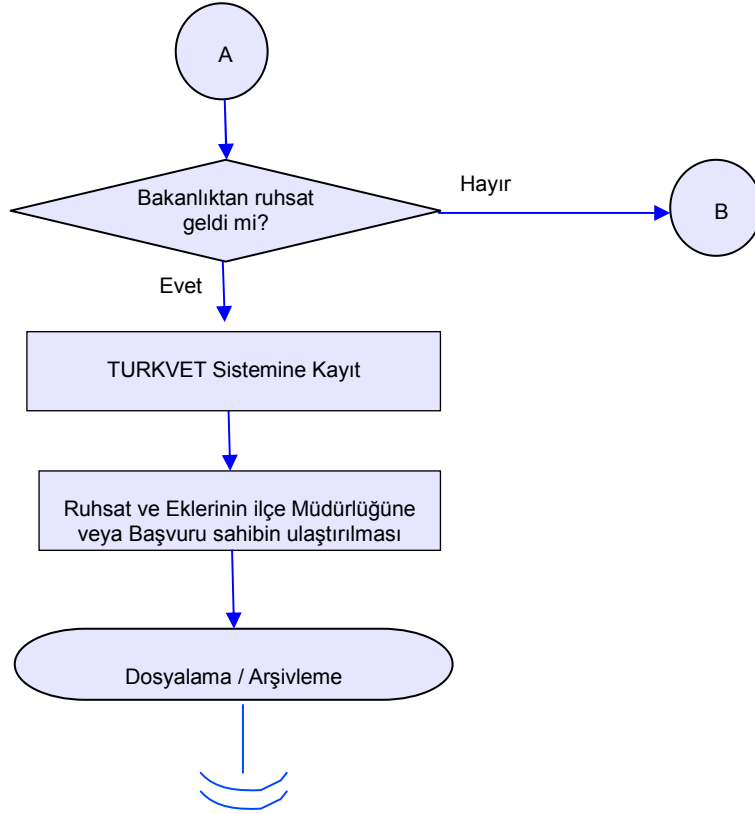 A
Bakanlıktan ruhsat
geldi mi?
Hayır
B
Evet
TURKVET Sistemine Kayıt
Ruhsat ve Eklerinin ilçe Müdürlüğüne
veya Başvuru sahibin ulaştırılması
Dosyalama / Arşivleme